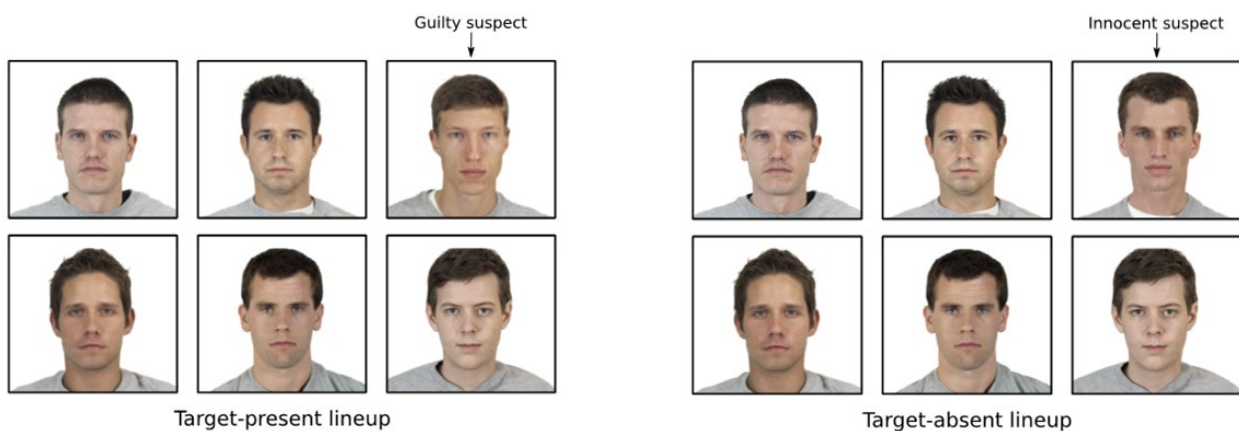 Guilty suspect
Innocent suspect
Target-present lineup
Target-absent lineup